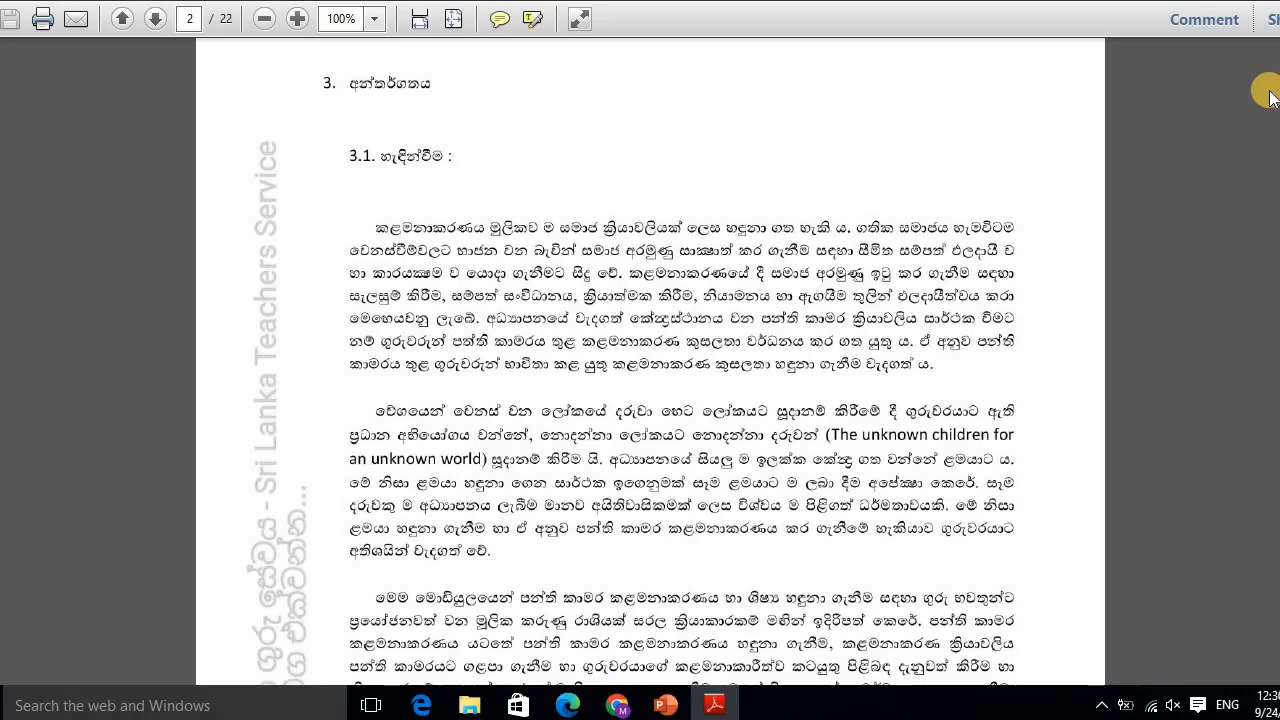 2 / 22
100%
Comment
3. අන්තර්ගතය
3.1. හැඳින්වීම :
කළමනාකරණය මූලිකව ම සමාජ ක්‍රියාවලියක් ලෙස හඳුනා ගත හැකි ය. ගතික සමාජය හැමවිටම
වෙනස්වීම්වලට භාජන වන බැවින් සමාජ අරමුණු සාක්‍ෂාත් කර ගැනීම සඳහා සීමිත සම්පත් ඵලදායී ව
හා කාර්යක්‍ෂම ව යොදා ගැනීමට සිදු වේ. කළමනාකරණයේ දී සමාජ අරමුණු ඉටු කර ගැනීම සඳහා
සැලසුම් කිරීම, සම්පත් සංවිධානය, ක්‍රියාත්මක කිරීම, නියාමනය හා ඇගයීම තුළින් ඵලදායීත්වය කරා
මෙහෙයවනු ලැබේ. අධ්‍යාපනයේ වැදගත් කේන්‍ද්‍රස්ථානය වන පන්ති කාමර ක්‍රියාවලිය සාර්ථක වීමට
නම් ගුරුවරුන් පන්ති කාමරය තුළ කළමනාකරණ කුසලතා වර්ධනය කර ගත යුතු ය. ඒ අනුව පන්ති
කාමරය තුළ ගුරුවරුන් භාවිතා කළ යුතු කළමනාකරණ කුසලතා හඳුනා ගැනීම වැදගත් ය.
වේගයෙන් වෙනස් වන ලෝකයේ දරුවා හෙට ලෝකයට සූදානම් කිරීමේ දී ගුරුවරයාට ඇති
ප්‍රධාන අභියෝගය වන්නේ, නොදන්නා ලෝකයට නොදන්නා දරුවන් (The unknown children for
an unknown world) සූදානම් කිරීම යි. අධ්‍යාපනයේ සියලු ම ඉලක්ක කේන්‍ද්‍ර ගත වන්නේ ළමයාට ය.
මේ නිසා ළමයා හඳුනා ගෙන සාර්ථක ඉගෙනුමක් සෑම ළමයාට ම ලබා දීම අපේක්‍ෂා කෙරේ. සෑම
දරුවකු ම අධ්‍යාපනය ලැබීම මානව අයිතිවාසිකමක් ලෙස විශ්වය ම පිළිගත් ධර්මතාවයකි. මේ නිසා
ළමයා හඳුනා ගැනීම හා ඒ අනුව පන්ති කාමර කළමනාකරණය කර ගැනීමේ හැකියාව ගුරුවරයාට
අතිශයින් වැදගත් වේ.
මෙම මොඩියුලයෙන් පන්ති කාමර කළමනාකරණය හා ශිෂ්‍ය හඳුනා ගැනීම සඳහා ගුරු භවතුන්ට
ප්‍රයෝජනවත් වන මූලික කරුණු රාශියක් සරල ක්‍රියාකාරකම් මඟින් ඉදිරිපත් කෙරේ. පන්ති කාමර
කළමනාකරණය යටතේ පන්ති කාමර කළමනාකරණය හඳුනා ගැනීම, කළමනාකරණ ක්‍රියාවලිය
පන්ති කාමරයට ගළපා ගැනීම හා ගුරුවරයාගේ කළමනාකාරීත්ව කටයුතු පිළිබඳ දැනුවත් කිරීම හා
ගුරු සේවය - Sri Lanka Teachers Service
එක්වන්න...
Search the web and Windows
ENG
12:30
9/24